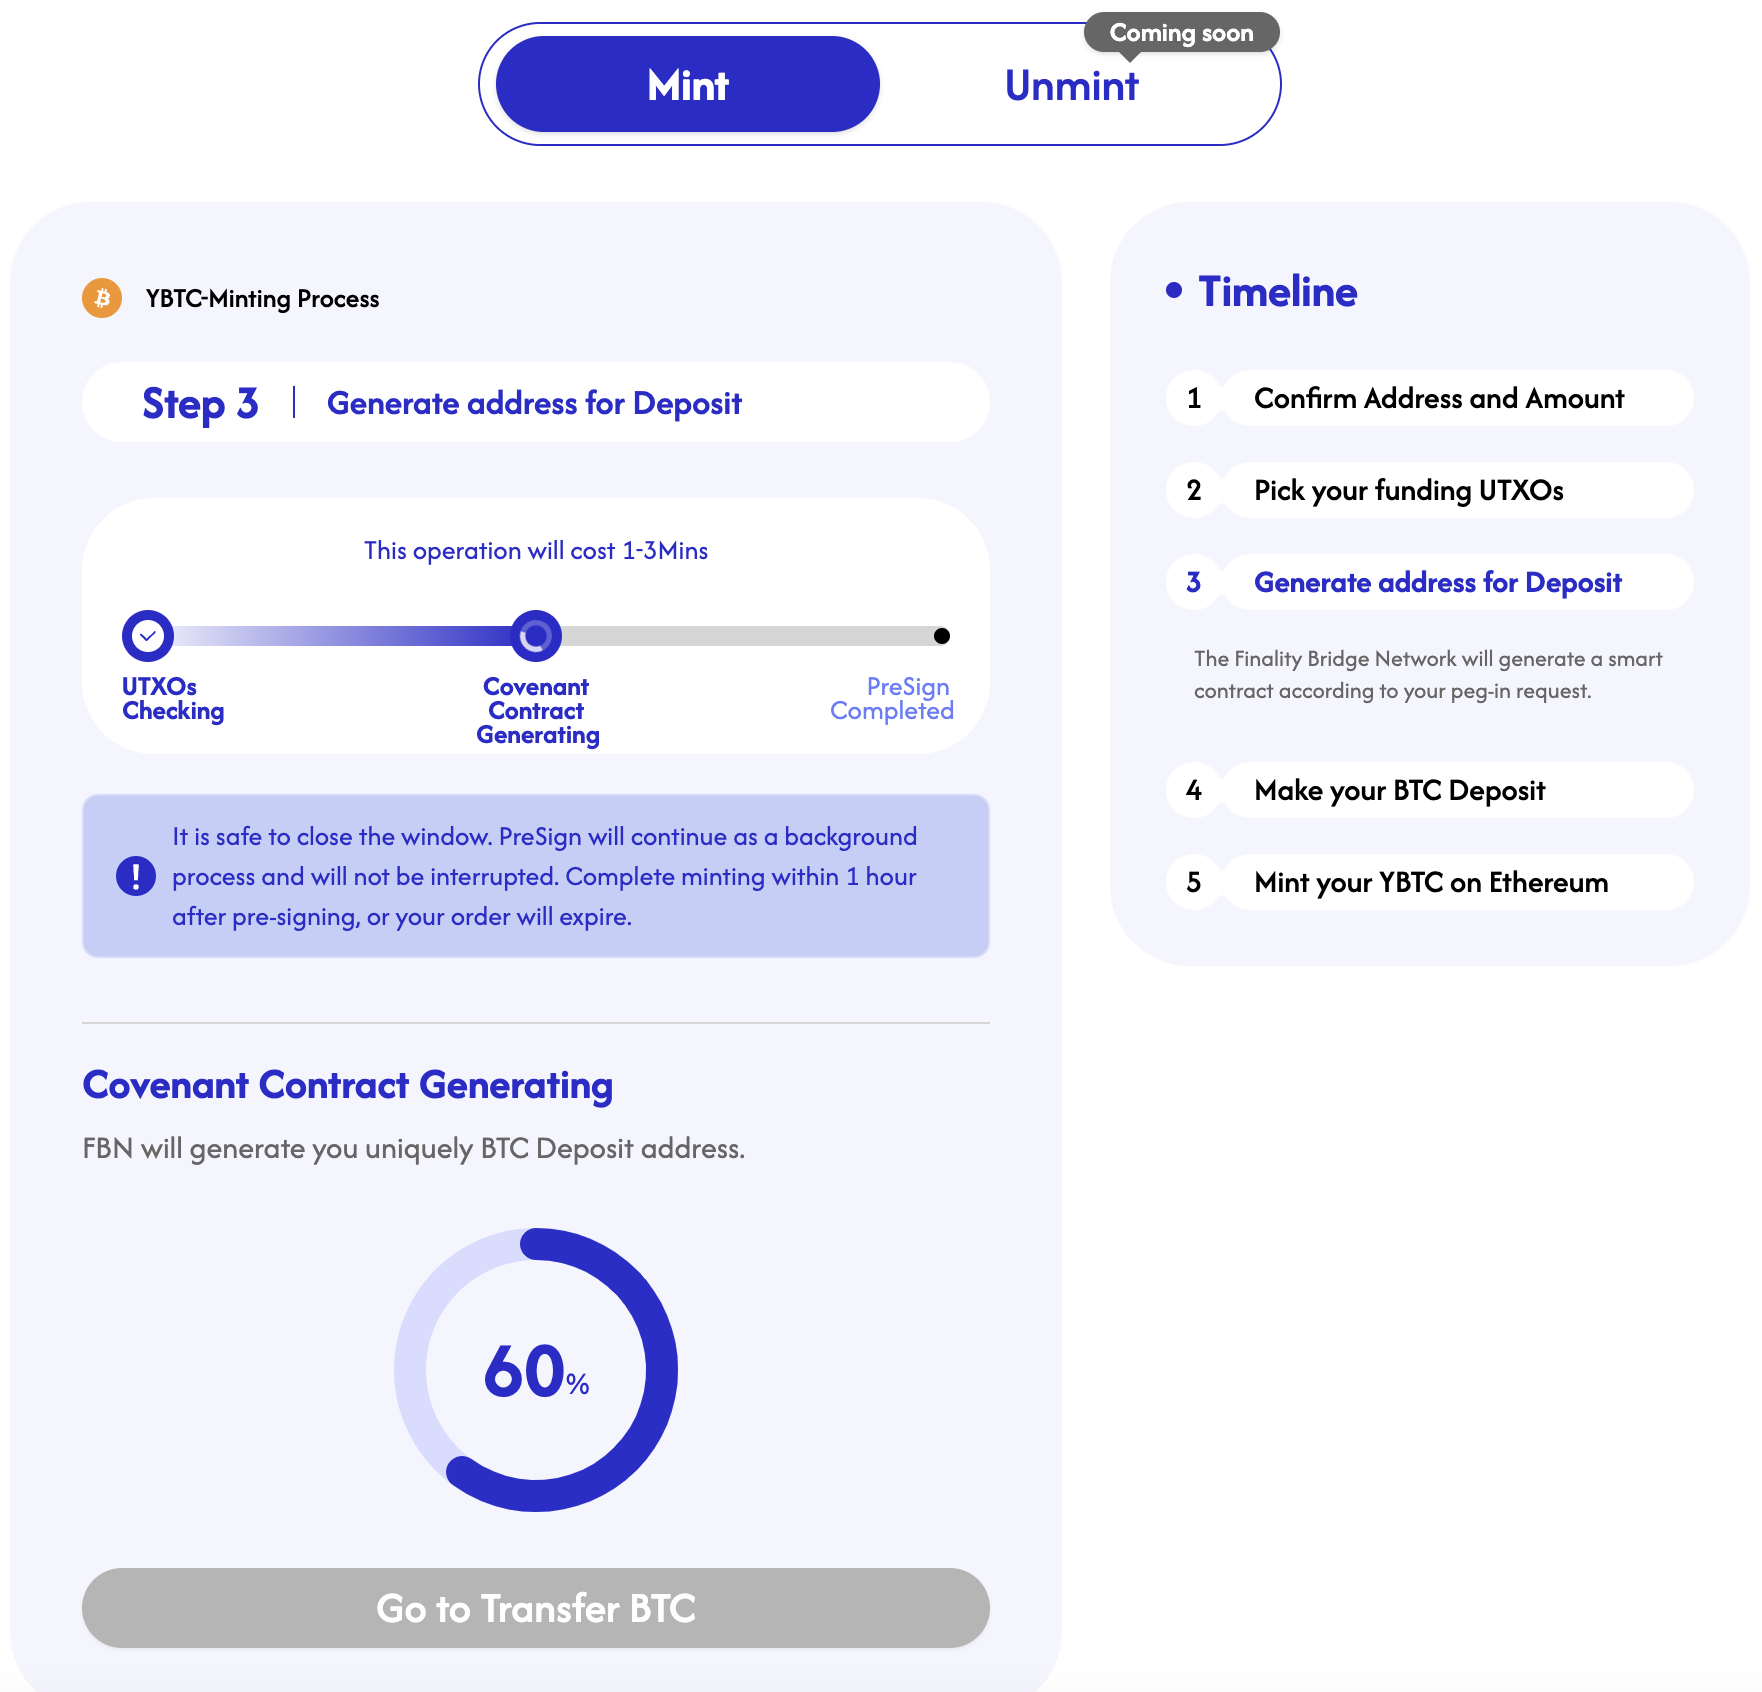 Coming soon
Mint
Unmint
YBTC-Minting Process
Step 3
Generate address for Deposit
This operation will cost 1-3Mins
UTXOs
Checking
Covenant
Contract
Generating
PreSign
Completed
It is safe to close the window. PreSign will continue as a background
process and will not be interrupted. Complete minting within 1 hour
after pre-signing, or your order will expire.
Covenant Contract Generating
FBN will generate you uniquely BTC Deposit address.
60%
Go to Transfer BTC
Timeline
1 Confirm Address and Amount
2 Pick your funding UTXOs
3 Generate address for Deposit
The Finality Bridge Network will generate a smart
contract according to your peg-in request.
4 Make your BTC Deposit
5 Mint your YBTC on Ethereum